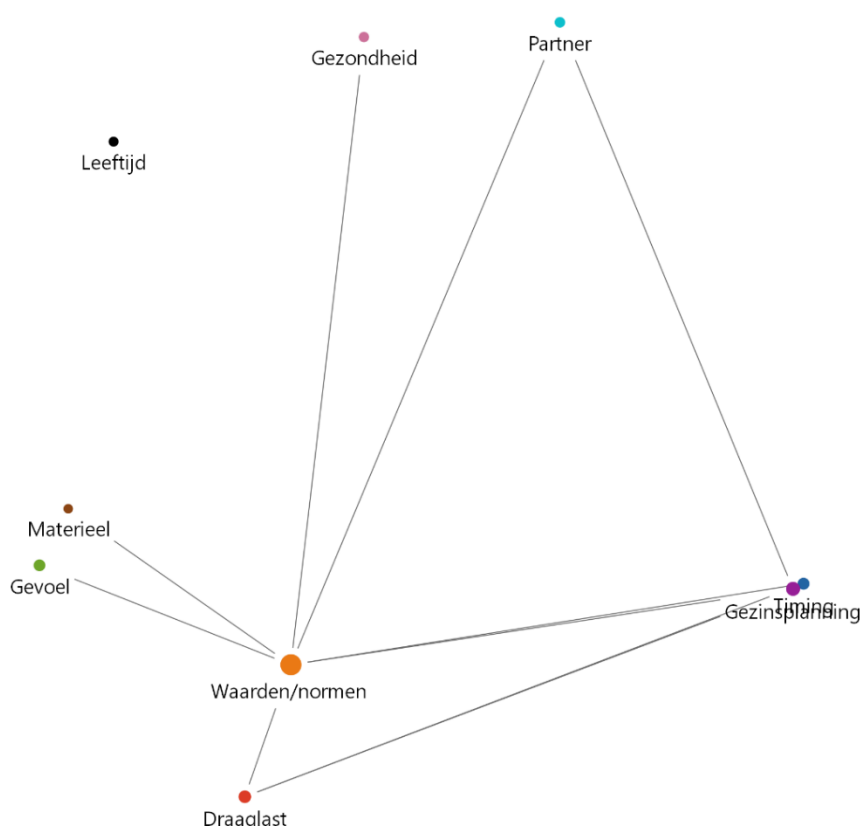 Gezondheid
Partner
Leeftijd
Materieel
Gevoel
Timing
Gezinsplanning
Waarden/normen
Draaglast